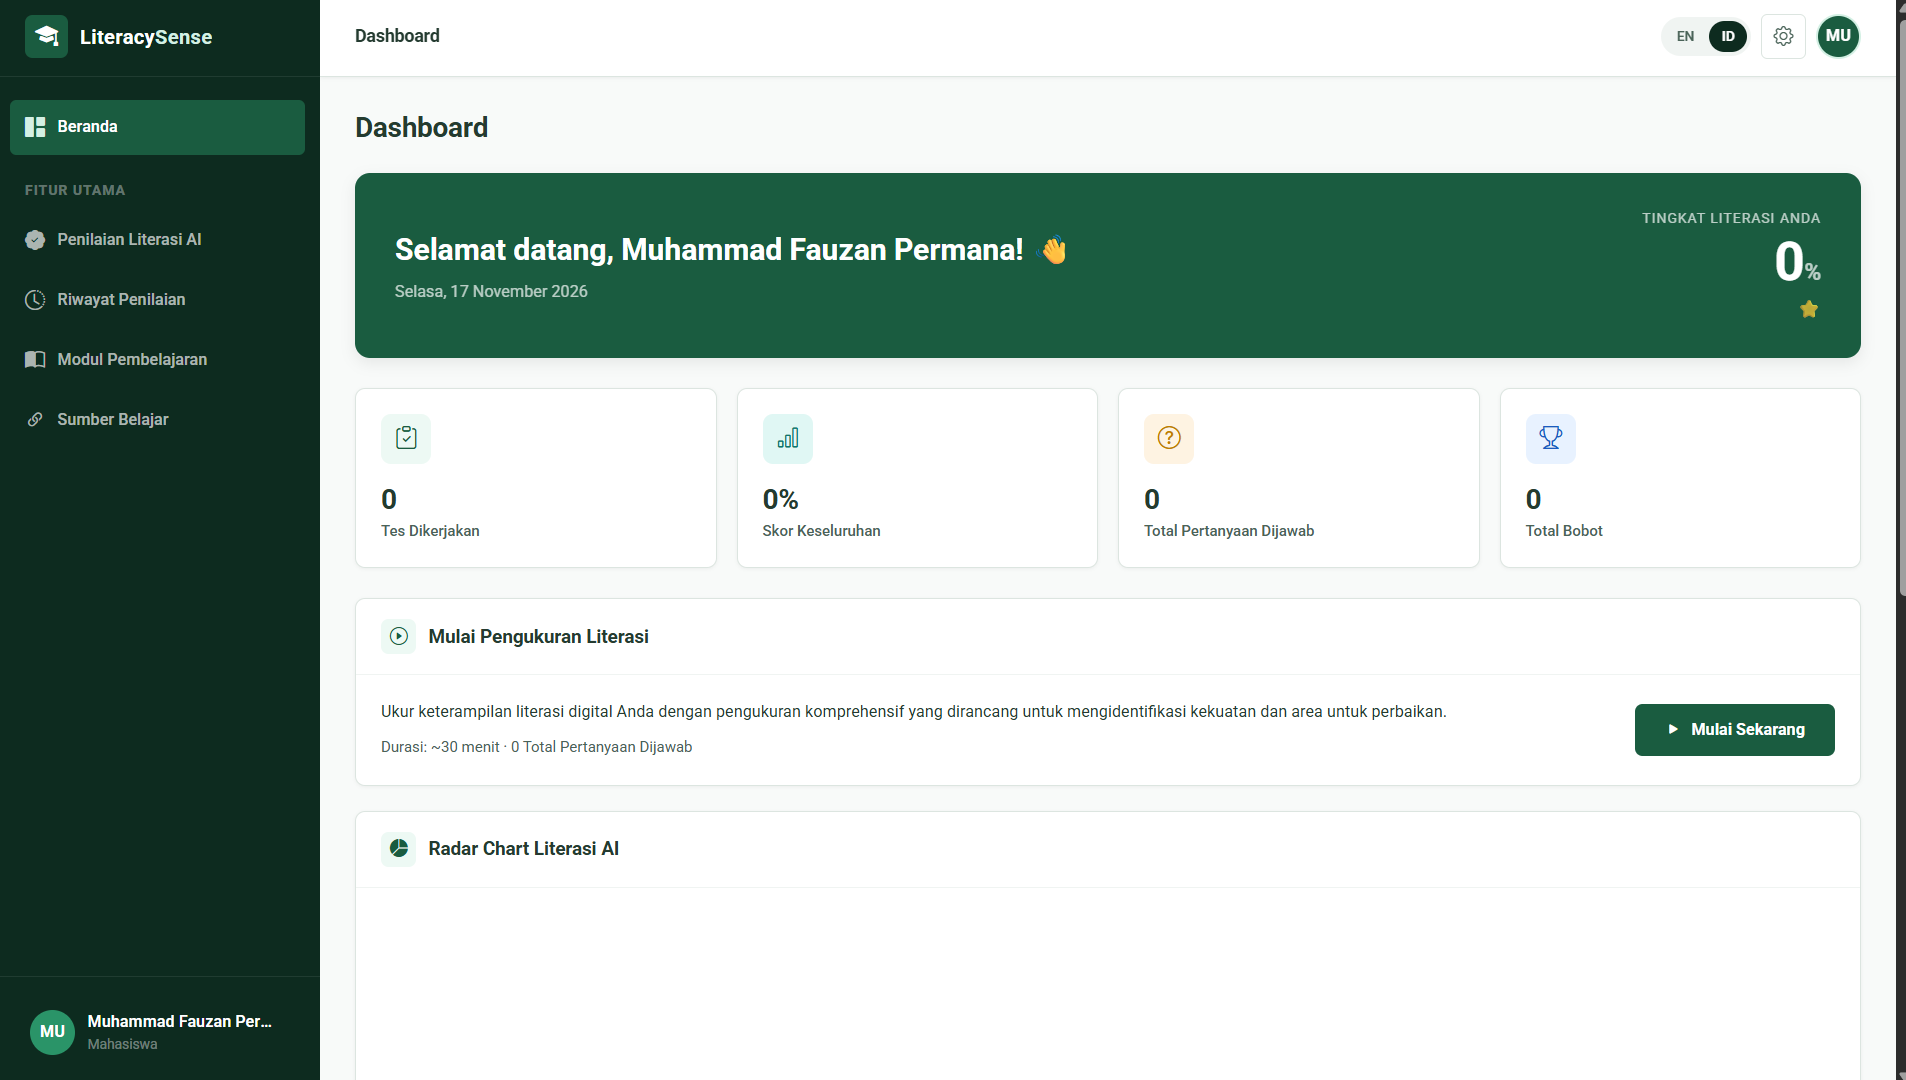 LiteracySense
Beranda
FITUR UTAMA
Penilaian Literasi AI
Riwayat Penilaian
Modul Pembelajaran
Sumber Belajar
MU
Muhammad Fauzan Per...
Mahasiswa
Dashboard
EN
ID
MU
Dashboard
Selamat datang, Muhammad Fauzan Permana! 👋
Selasa, 17 November 2026
TINGKAT LITERASI ANDA
0%
0
Tes Dikerjakan
0%
Skor Keseluruhan
0
Total Pertanyaan Dijawab
0
Total Bobot
Mulai Pengukuran Literasi
Ukur keterampilan literasi digital Anda dengan pengukuran komprehensif yang dirancang untuk mengidentifikasi kekuatan dan area untuk perbaikan.
Durasi: ~30 menit · 0 Total Pertanyaan Dijawab
Mulai Sekarang
Radar Chart Literasi AI